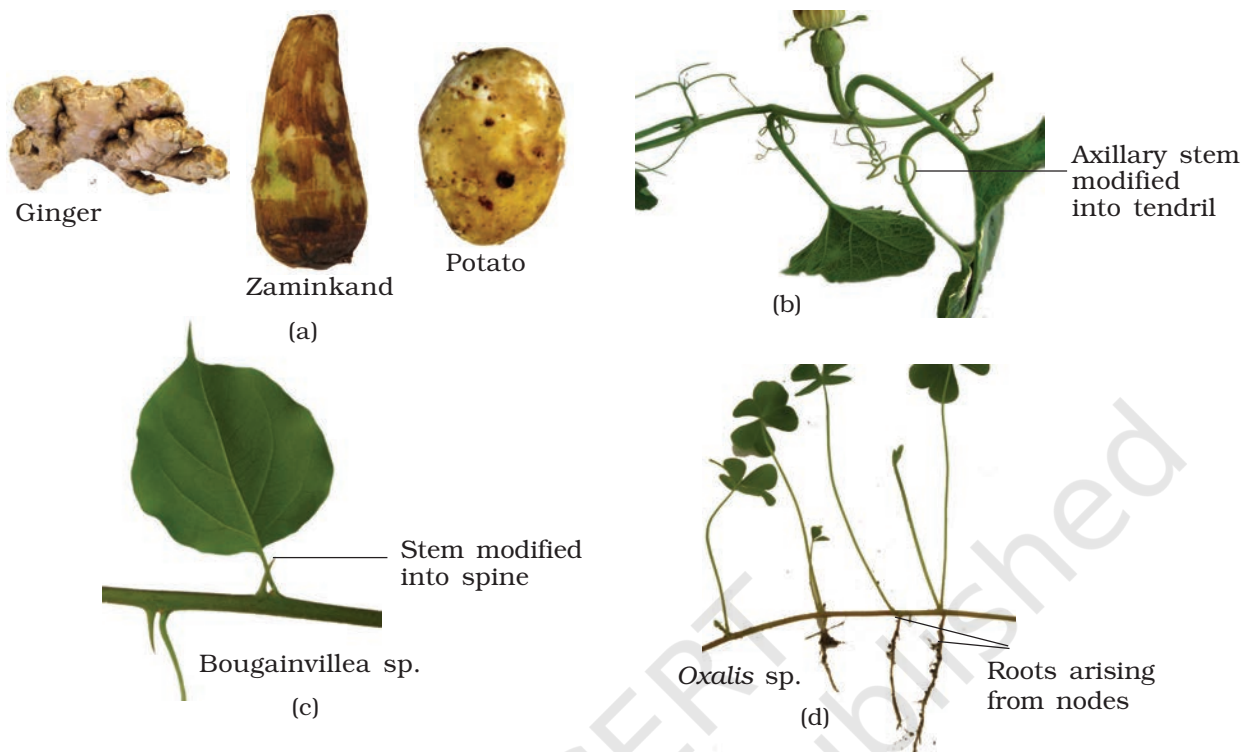 Ginger
Zaminkand
Potato
(a)
Axillary stem
modified
into tendril
(b)
Stem modified
into spine
Bougainvillea sp.
(c)
Oxalis sp.
Roots arising
from nodes
(d)